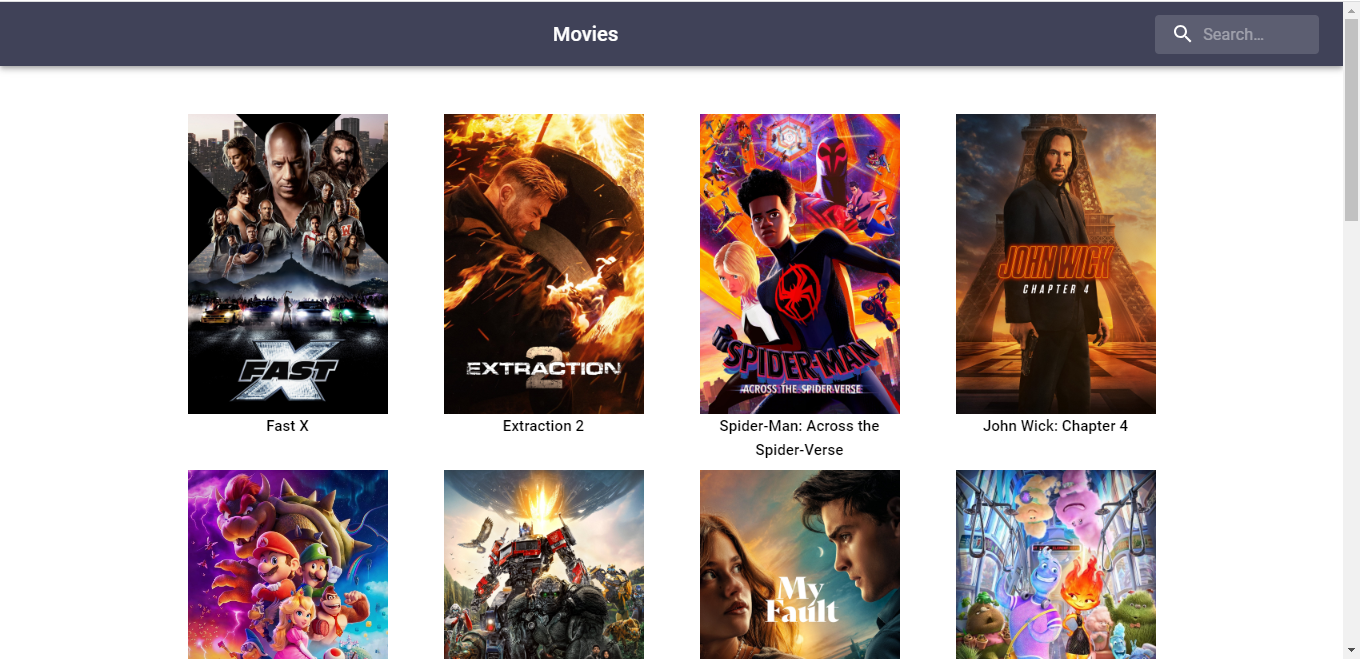 Movies
Search…
FAST X
EXTRACTION 2
SPIDER-MAN
ACROSS THE SPIDER-VERSE
JOHN WICK
CHAPTER 4
Fast X
Extraction 2
Spider-Man: Across the
Spider-Verse
John Wick: Chapter 4
My
Fault